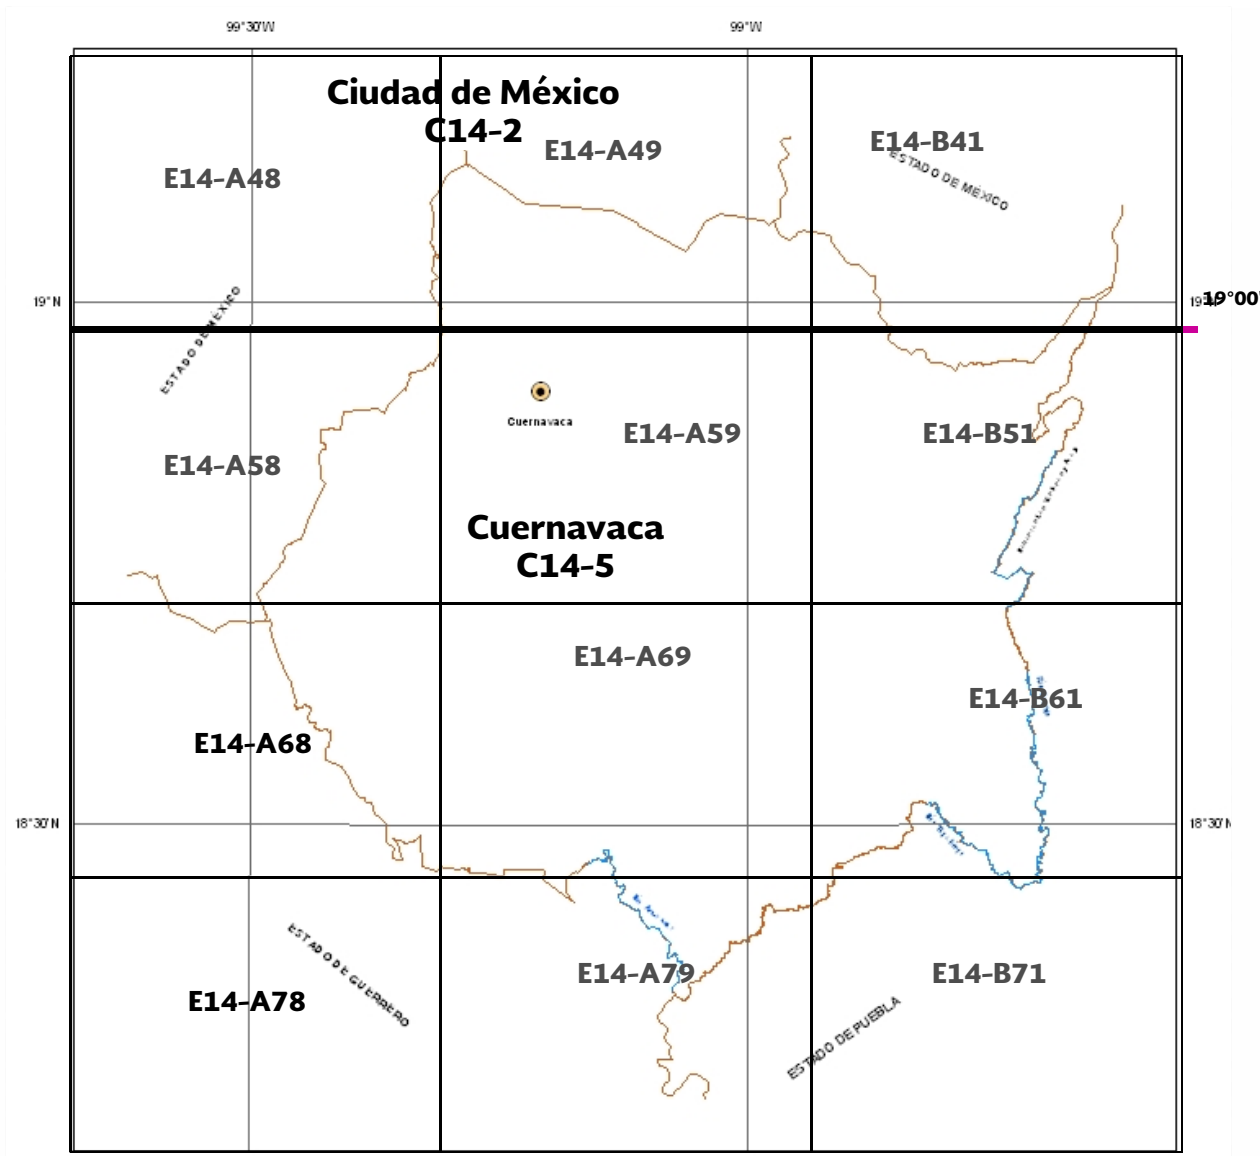 99°30'W
99°W
Ciudad de México
C14-2
E14-A48
E14-A49
E14-B41
ESTADO DE MÉXICO
19°N
19°00'
ESTADO DE MÉXICO
Cuernavaca
E14-A58
E14-A59
E14-B51
Cuernavaca
C14-5
E14-A69
E14-B61
E14-A68
18°30'N
18°30'N
E14-A78
ESTADO DE GUERRERO
E14-A79
E14-B71
ESTADO DE PUEBLA